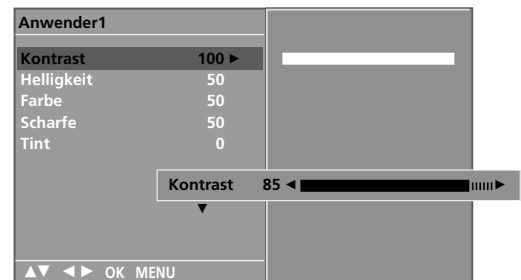 Anwender1
Kontrast 100 ►
Helligkeit 50
Farbe 50
Scharfe 50
Tint 0
Kontrast 85 ◄ ►
▼
▲▼ ◄► OK MENU